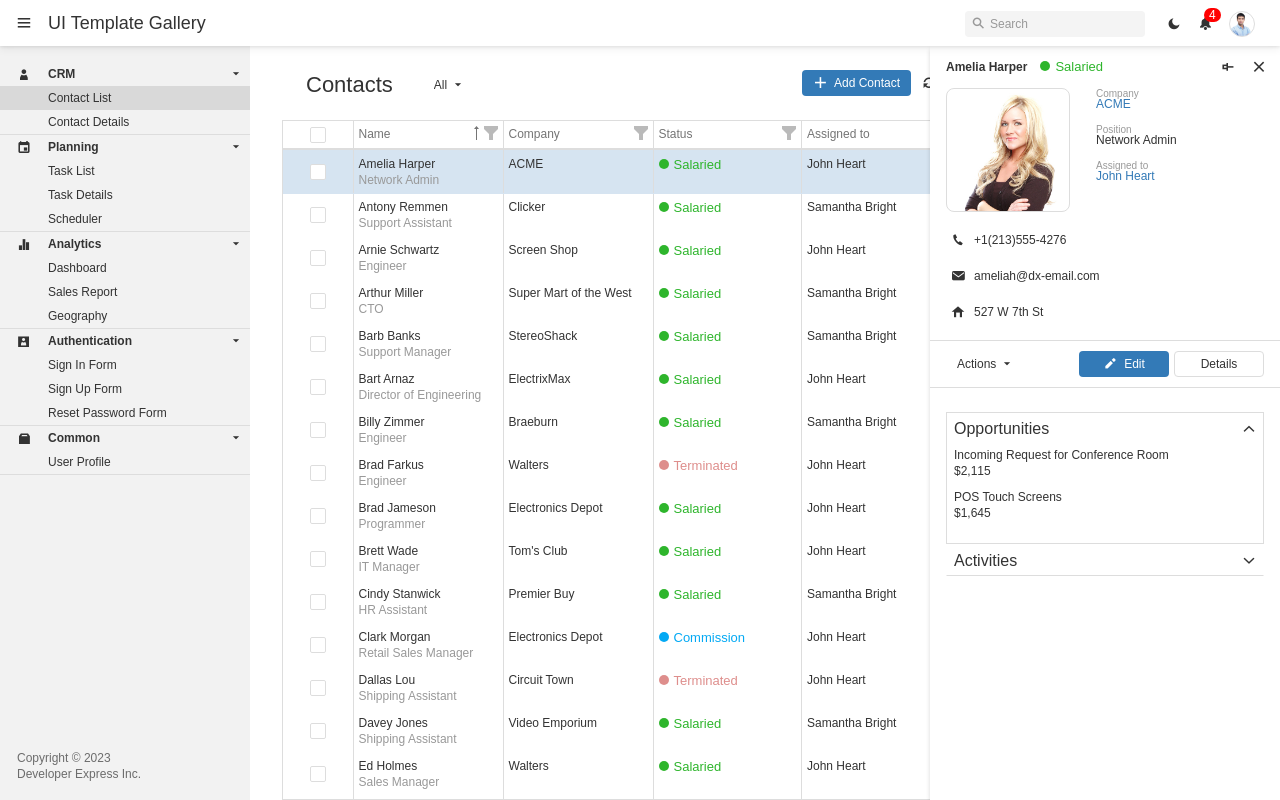 UI Template Gallery
Search
4
CRM
Contact List
Contact Details
Planning
Task List
Task Details
Scheduler
Analytics
Dashboard
Sales Report
Geography
Authentication
Sign In Form
Sign Up Form
Reset Password Form
Common
User Profile
Copyright © 2023
Developer Express Inc.
Contacts
All
Add Contact
Name Company Status Assigned to
Amelia Harper ACME Salaried John Heart
Network Admin
Antony Remmen Clicker Salaried Samantha Bright
Support Assistant
Arnie Schwartz Screen Shop Salaried John Heart
Engineer
Arthur Miller Super Mart of the West Salaried Samantha Bright
CTO
Barb Banks StereoShack Salaried Samantha Bright
Support Manager
Bart Arnaz ElectrixMax Salaried John Heart
Director of Engineering
Billy Zimmer Braeburn Salaried Samantha Bright
Engineer
Brad Farkus Walters Terminated John Heart
Engineer
Brad Jameson Electronics Depot Salaried John Heart
Programmer
Brett Wade Tom's Club Salaried John Heart
IT Manager
Cindy Stanwick Premier Buy Salaried Samantha Bright
HR Assistant
Clark Morgan Electronics Depot Commission John Heart
Retail Sales Manager
Dallas Lou Circuit Town Terminated John Heart
Shipping Assistant
Davey Jones Video Emporium Salaried Samantha Bright
Shipping Assistant
Ed Holmes Walters Salaried John Heart
Sales Manager
Amelia Harper Salaried
Company
ACME
Position
Network Admin
Assigned to
John Heart
+1(213)555-4276
ameliah@dx-email.com
527 W 7th St
Actions Edit Details
Opportunities
Incoming Request for Conference Room
$2,115
POS Touch Screens
$1,645
Activities